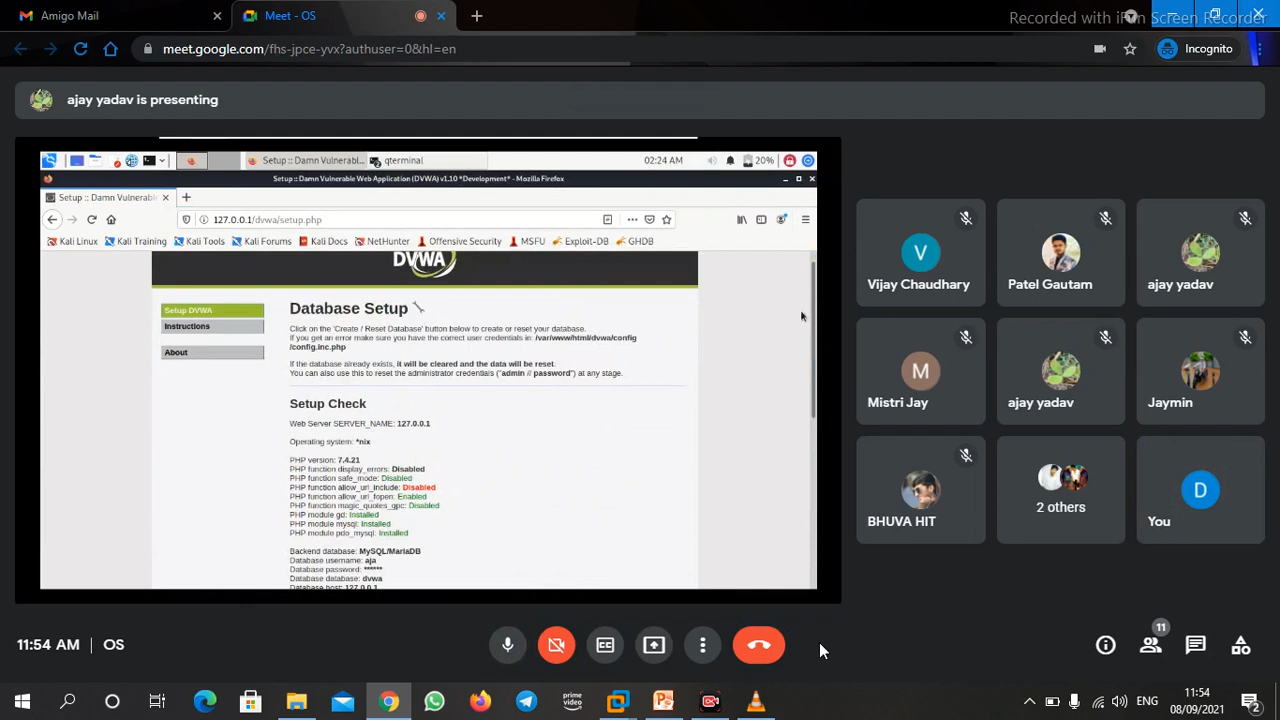 Amigo Mail
Meet - OS
Recorded with iFun Screen Recorder
meet.google.com/fhs-jpce-yvx?authuser=0&hl=en
Incognito
ajay yadav is presenting
Setup :: Damn Vulnerabl...
qterminal
02:24 AM
20%
Setup :: Damn Vulnerable Web Application (DVWA) v1.10 *Development* - Mozilla Firefox
Setup :: Damn Vulnerable
127.0.0.1/dvwa/setup.php
Kali Linux
Kali Training
Kali Tools
Kali Forums
Kali Docs
NetHunter
Offensive Security
MSFU
Exploit-DB
GHDB
DVWA
Setup DVWA
Instructions
About
Database Setup
Click on the 'Create / Reset Database' button below to create or reset your database.
If you get an error make sure you have the correct user credentials in: /var/www/html/dvwa/config
/config.inc.php
If the database already exists, it will be cleared and the data will be reset.
You can also use this to reset the administrator credentials ("admin // password") at any stage.
Setup Check
Web Server SERVER_NAME: 127.0.0.1
Operating system: *nix
PHP version: 7.4.21
PHP function display_errors: Disabled
PHP function safe_mode: Disabled
PHP function allow_url_include: Disabled
PHP function allow_url_fopen: Enabled
PHP function magic_quotes_gpc: Disabled
PHP module gd: Installed
PHP module mysql: Installed
PHP module pdo_mysql: Installed
Backend database: MySQL/MariaDB
Database username: aja
Database password: ******
Database database: dvwa
Database host: 127.0.0.1
V
Vijay Chaudhary
Patel Gautam
ajay yadav
M
Mistri Jay
ajay yadav
Jaymin
BHUVA HIT
2 others
D
You
11:54 AM | OS
11
ENG
11:54
08/09/2021
2
prime
video